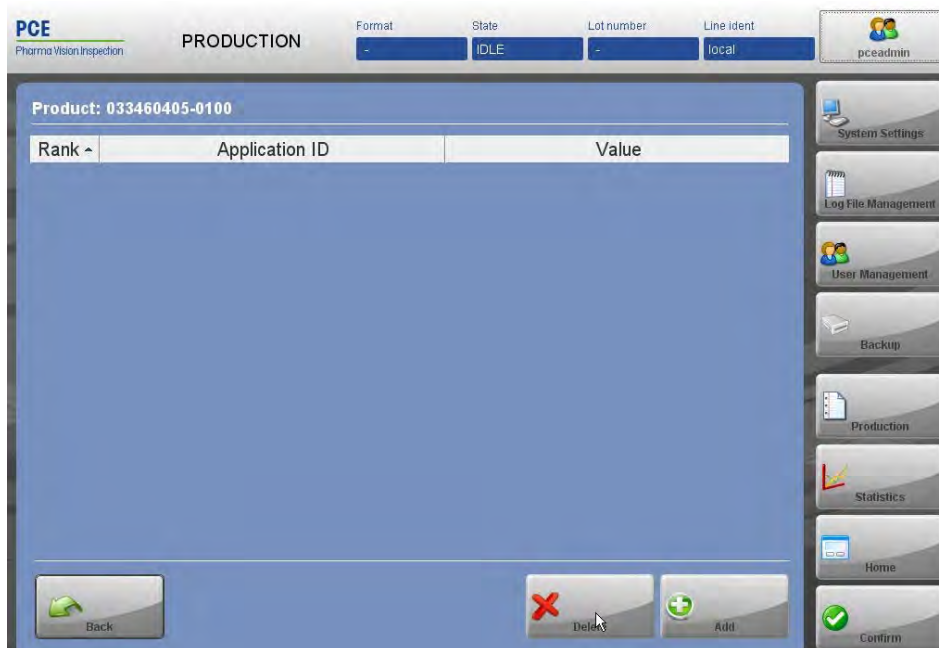 PCE
Pharma Vision Inspection
PRODUCTION
Format
-
State
IDLE
Lot number
-
Line ident
local
pceadmin
Product: 033460405-0100
Rank
Application ID
Value
System Settings
Log File Management
User Management
Backup
Production
Statistics
Home
Confirm
Back
Delete
Add